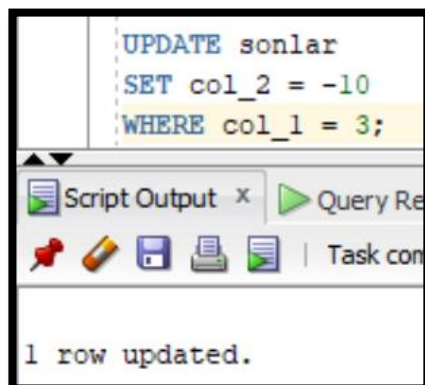 UPDATE sonlar
SET col_2 = -10
WHERE col_1 = 3;
Script Output x Query Re
Task com
1 row updated.